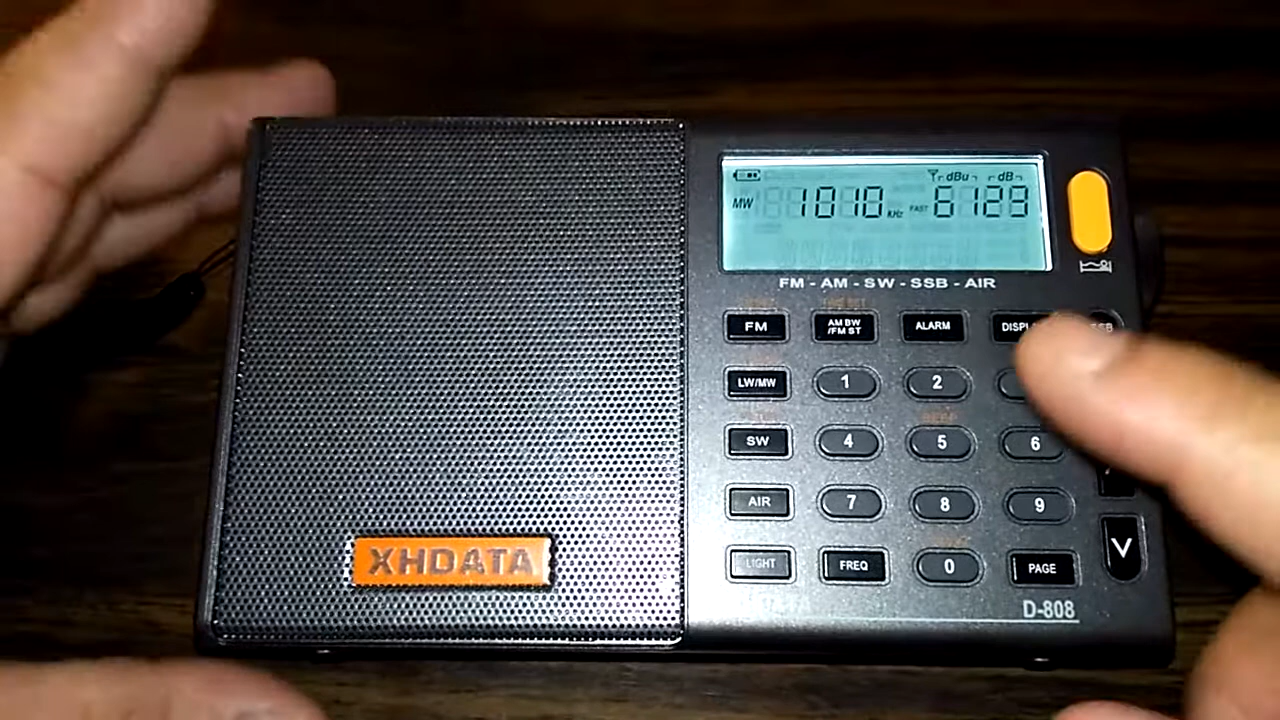 dBu dB
MW 1010 KHz FAST 6129
FM - AM - SW - SSB - AIR
FM AM BW /FM ST ALARM
LW/MW 1 2
SW 4 5 6
AIR 7 8 9
LIGHT FREQ 0 PAGE
XHDATA
D-808